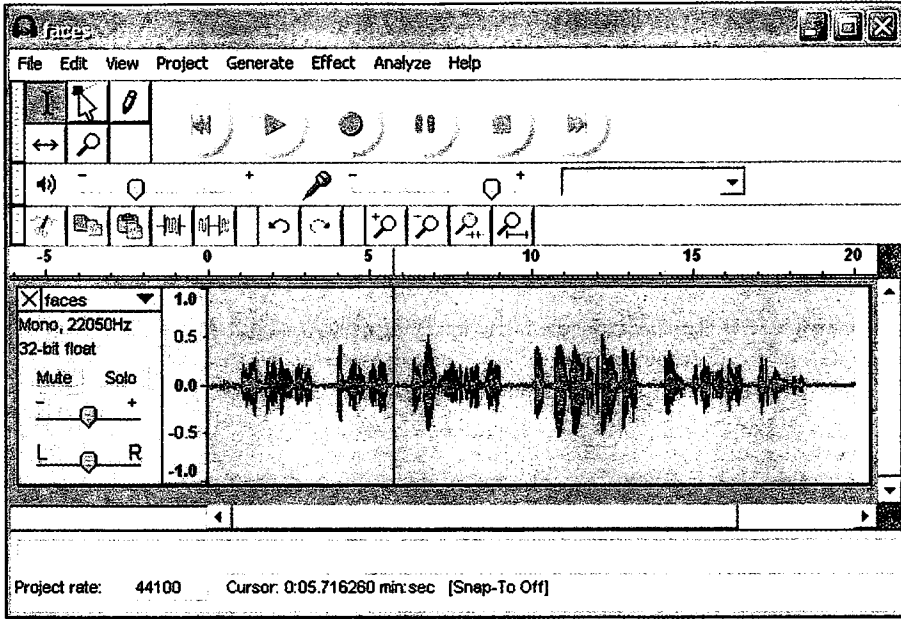 faces
File Edit View Project Generate Effect Analyze Help
- + - +
-5 0 5 10 15 20
X faces
Mono, 22050Hz
32-bit float
Mute Solo
- +
L R
1.0
0.5
0.0
-0.5
-1.0
Project rate: 44100 Cursor: 0:05.716260 min:sec [Snap-To Off]